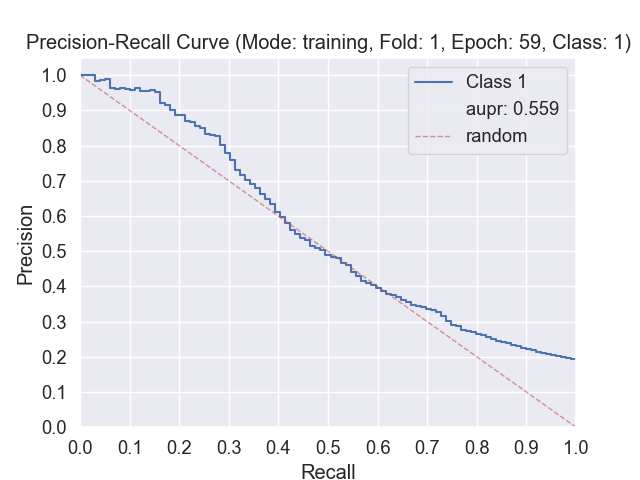 Precision-Recall Curve (Mode: training, Fold: 1, Epoch: 59, Class: 1)
1.0
0.9
0.8
0.7
0.6
0.5
0.4
0.3
0.2
0.1
0.0
Precision
Class 1
aupr: 0.559
random
0.0 0.1 0.2 0.3 0.4 0.5 0.6 0.7 0.8 0.9 1.0
Recall